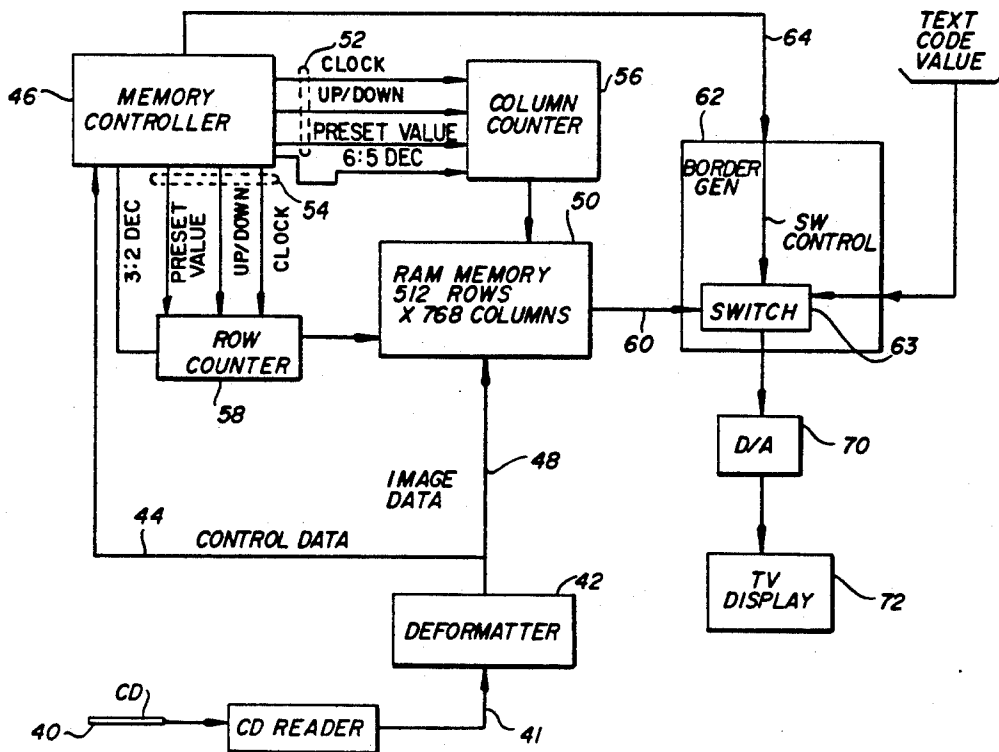 52
64
TEXT
CODE
VALUE
46
MEMORY
CONTROLLER
CLOCK
UP/DOWN
PRESET VALUE
6:5 DEC
COLUMN
COUNTER
56
62
BORDER
GEN
SW
CONTROL
SWITCH
63
54
3:2 DEC
PRESET
VALUE
UP/DOWN
CLOCK
50
RAM MEMORY
512 ROWS
X 768 COLUMNS
60
ROW
COUNTER
58
D/A
70
IMAGE
DATA
48
44
CONTROL DATA
TV
DISPLAY
72
42
DEFORMATTER
CD
40
CD READER
41